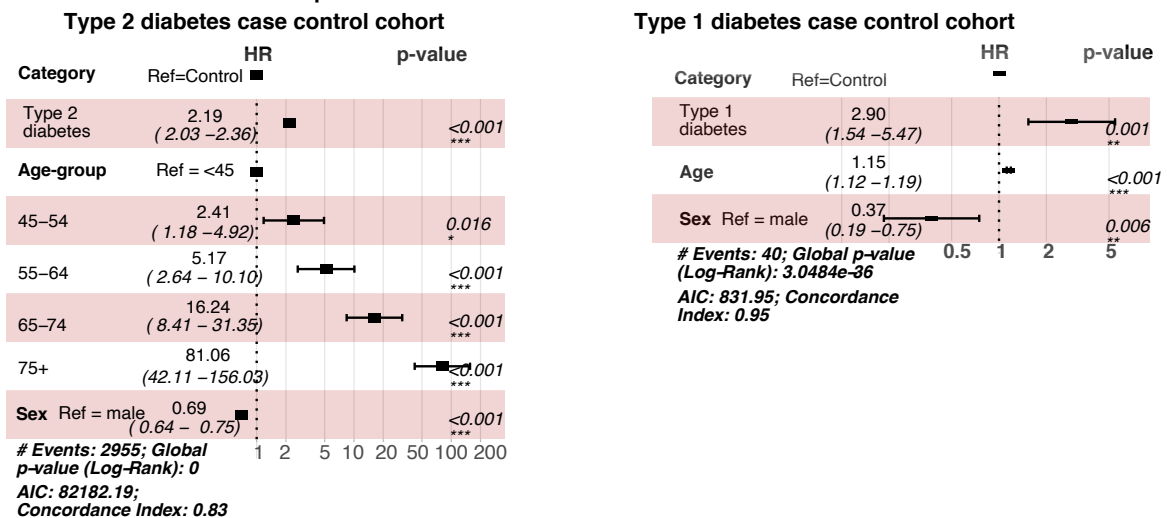 Type 2 diabetes case control cohort
HR p-value
Category Ref=Control
Type 2
diabetes
2.19
( 2.03 –2.36)
<0.001
***
Age-group Ref = <45
45–54
2.41
( 1.18 –4.92)
0.016
*
55–64
5.17
( 2.64 – 10.10)
<0.001
***
65–74
16.24
( 8.41 – 31.35)
<0.001
***
75+
81.06
(42.11 –156.03)
<0.001
***
Sex Ref = male
0.69
( 0.64 – 0.75)
<0.001
***
1 2 5 10 20 50 100 200
# Events: 2955; Global
p-value (Log-Rank): 0
AIC: 82182.19;
Concordance Index: 0.83
Type 1 diabetes case control cohort
HR p-value
Category Ref=Control
Type 1
diabetes
2.90
(1.54 –5.47)
0.001
**
Age
1.15
(1.12 –1.19)
<0.001
***
Sex Ref = male
0.37
(0.19 –0.75)
0.006
**
0.5 1 2 5
# Events: 40; Global p-value
(Log-Rank): 3.0484e-36
AIC: 831.95; Concordance
Index: 0.95